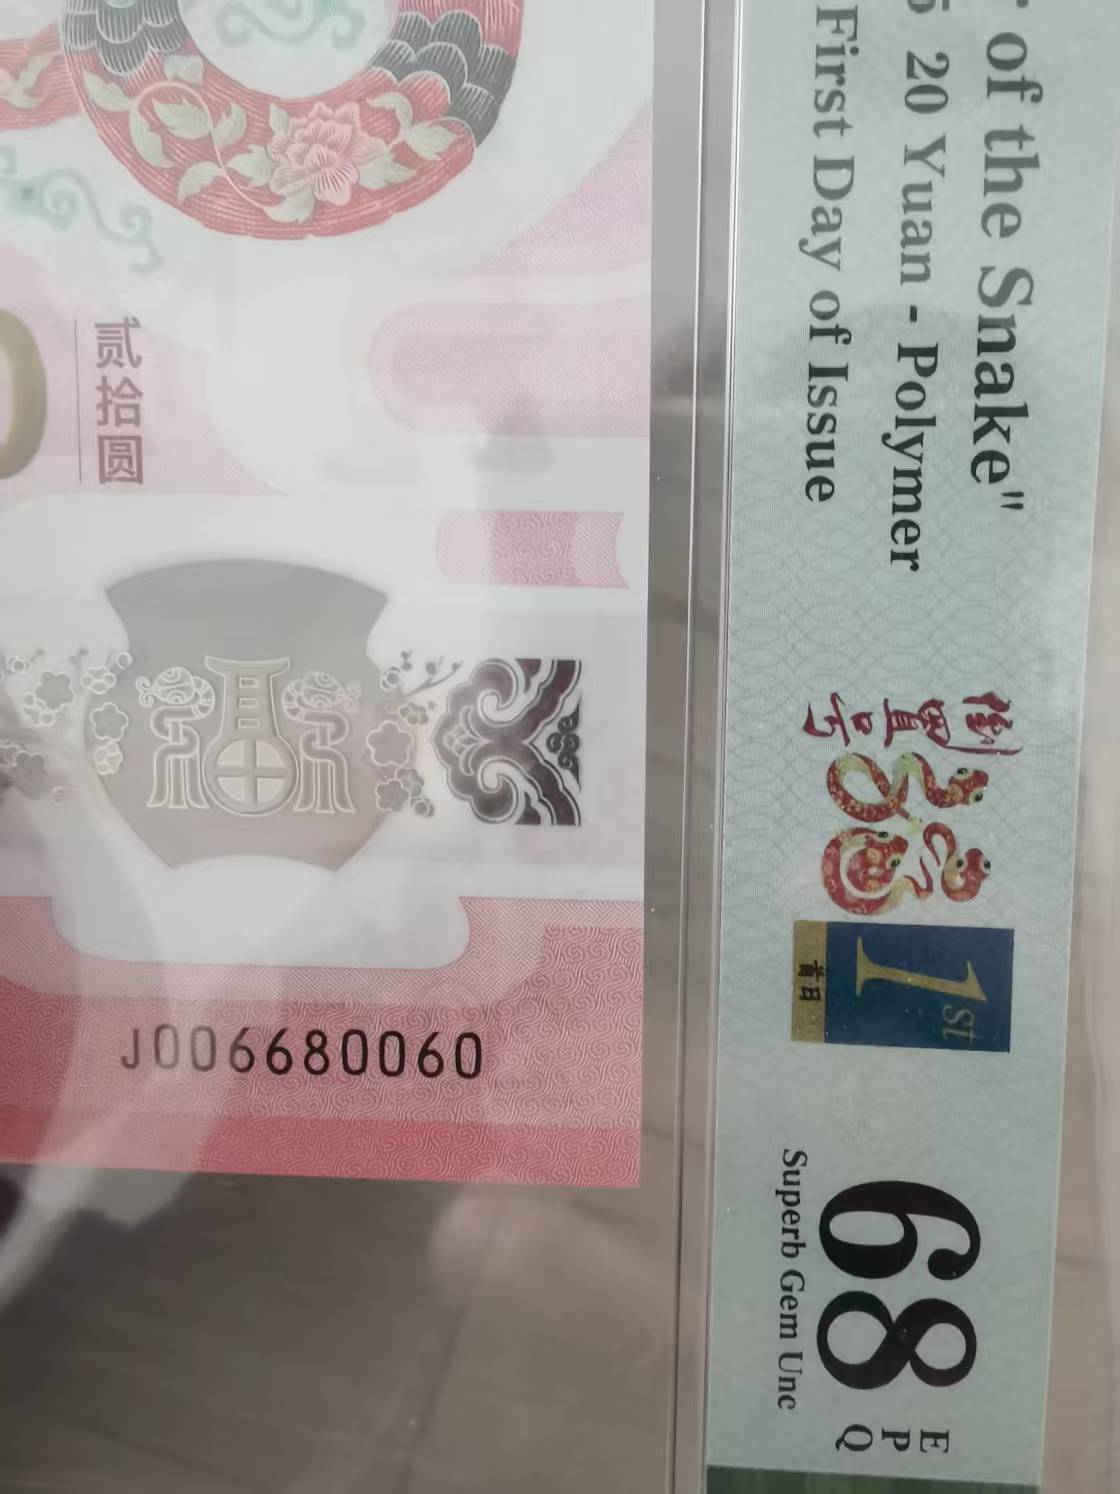 of the Snake"
20 Yuan - Polymer
First Day of Issue
贰拾圆
J006680060
1st
首日
68
E
P
Q
Superb Gem Unc